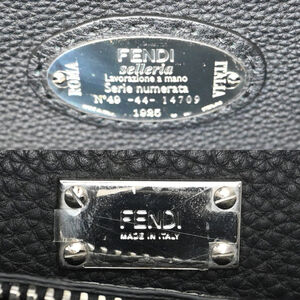 FENDI
selleria
Lavorazione a mano
Serie numerata
ROMA
ITALIA
N°49 -44- 14709
1925
FENDI
MADE IN ITALY